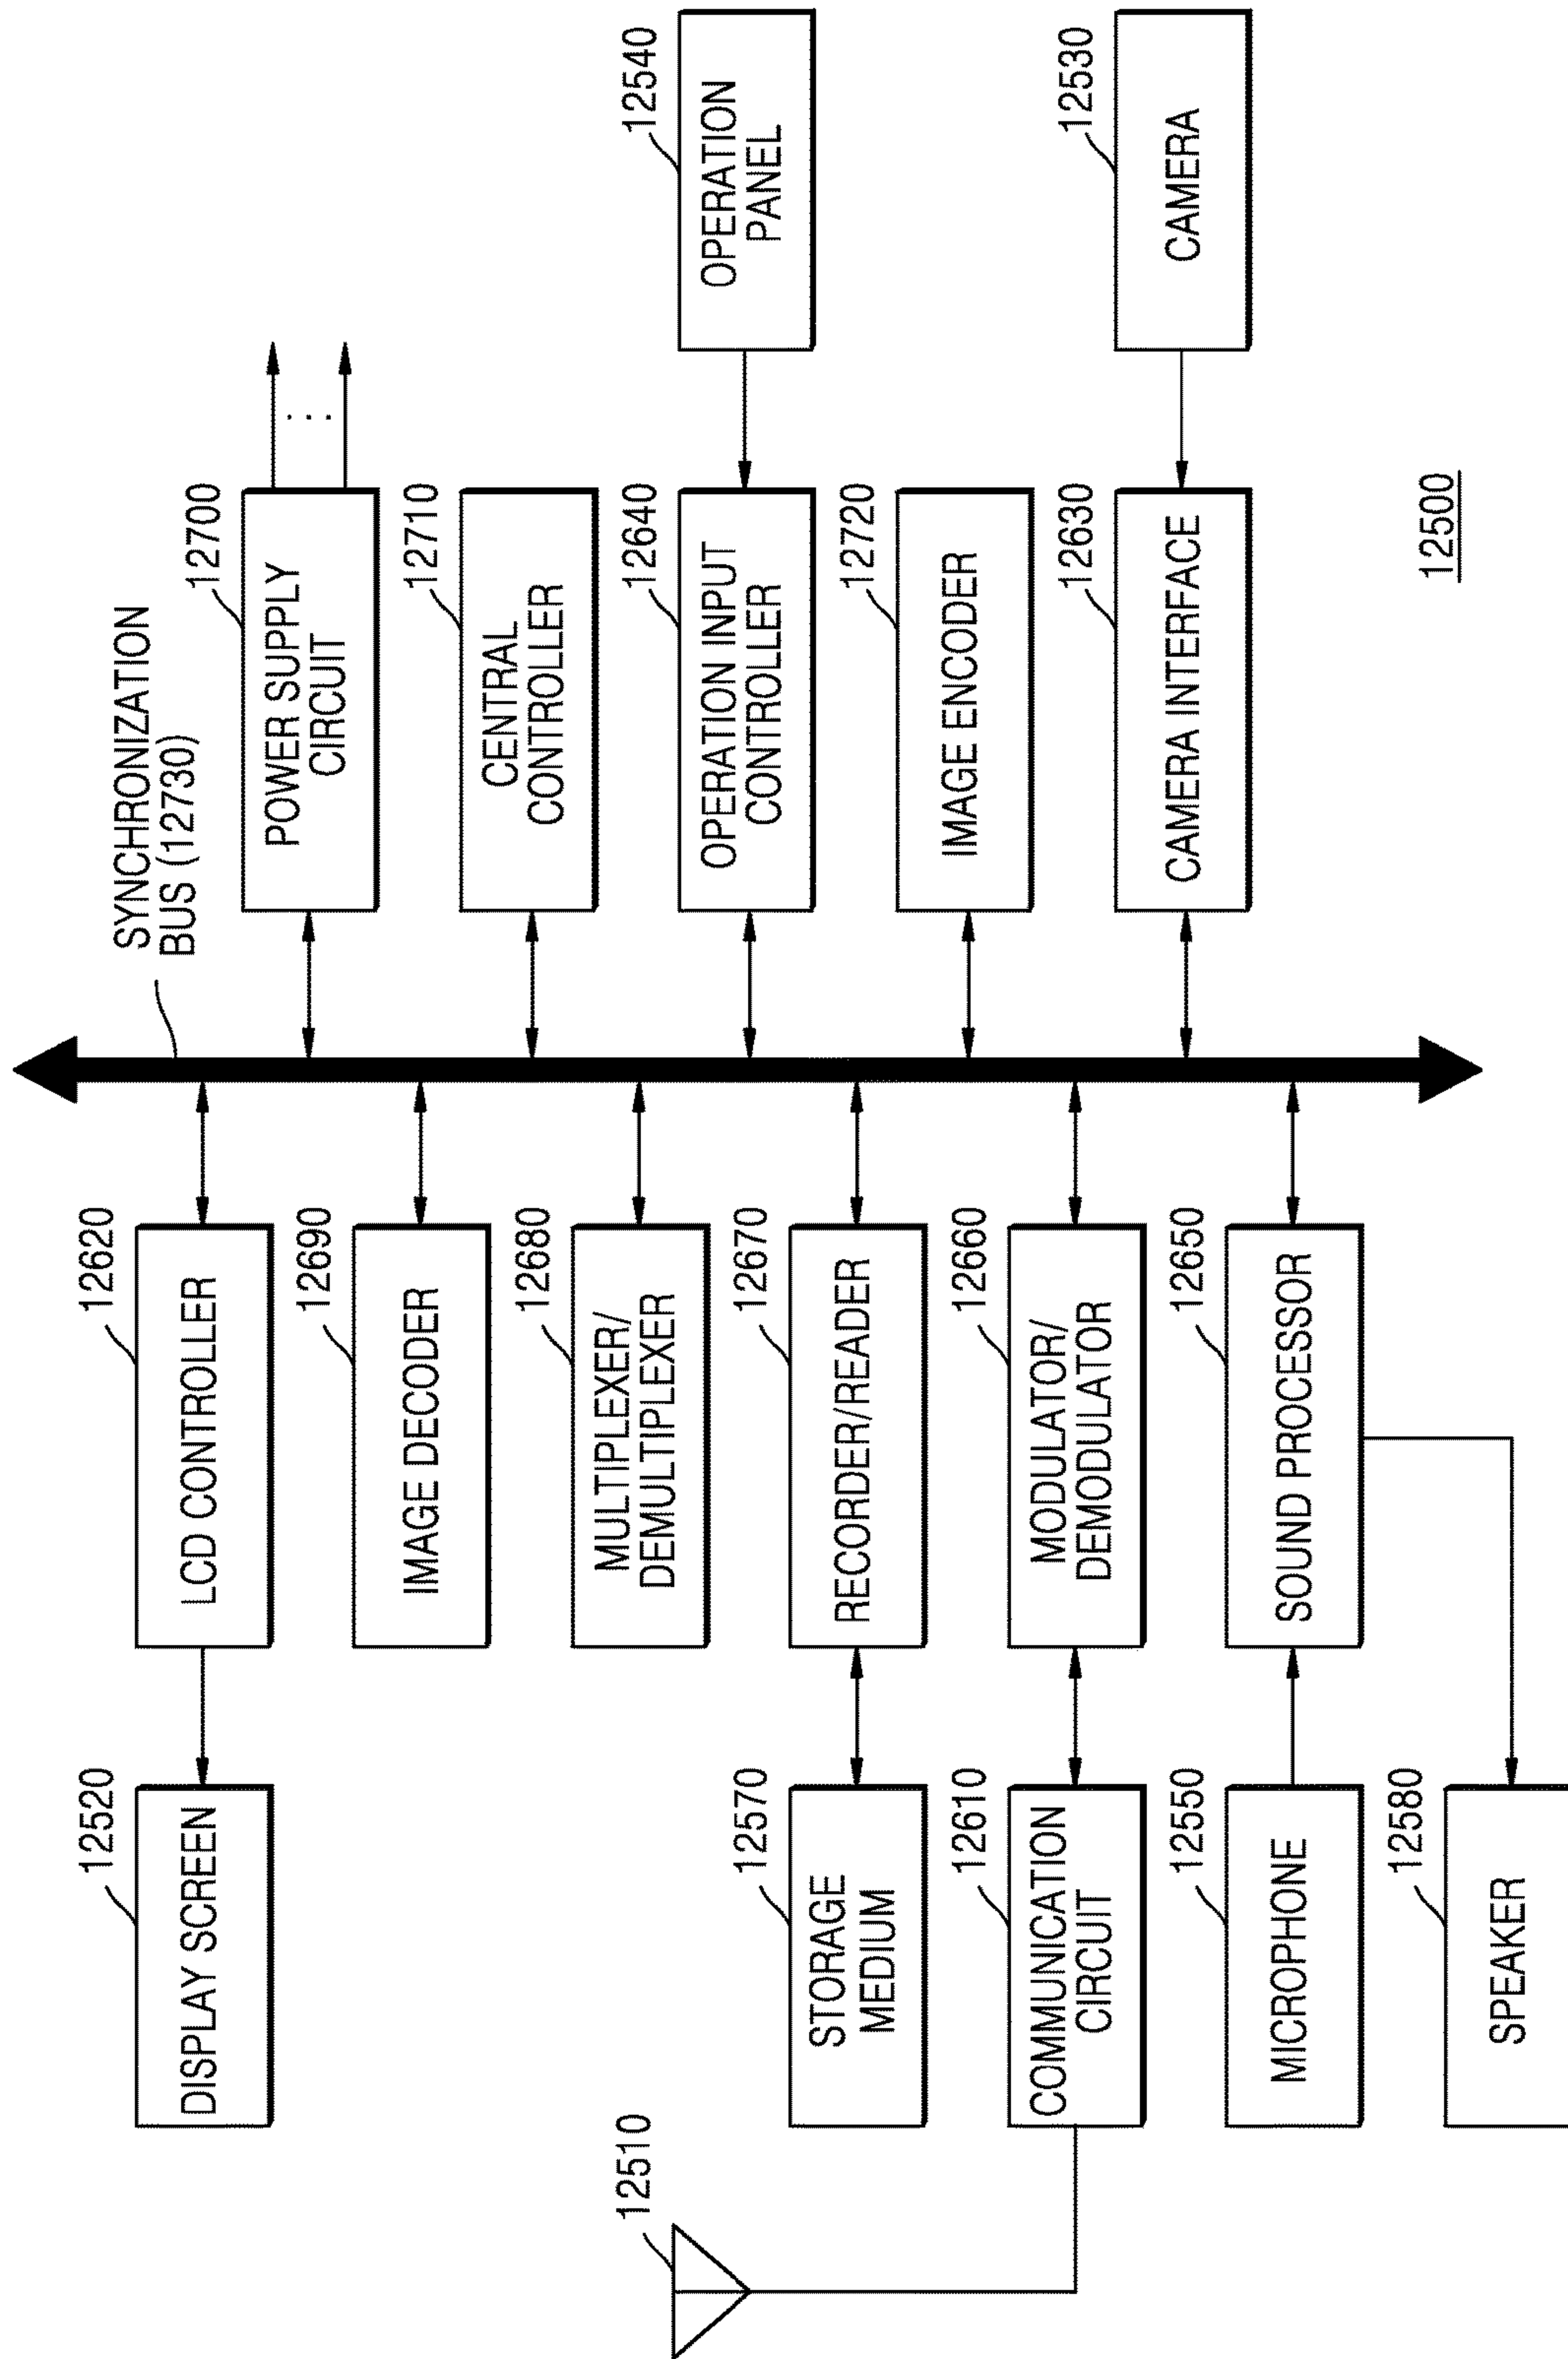 12510
12520
DISPLAY SCREEN
12570
STORAGE
MEDIUM
12610
COMMUNICATION
CIRCUIT
12550
MICROPHONE
12580
SPEAKER
12620
LCD CONTROLLER
12690
IMAGE DECODER
12680
MULTIPLEXER/
DEMULTIPLEXER
12670
RECORDER/READER
12660
MODULATOR/
DEMODULATOR
12650
SOUND PROCESSOR
SYNCHRONIZATION
BUS (12730)
12700
POWER SUPPLY
CIRCUIT
12710
CENTRAL
CONTROLLER
12640
OPERATION INPUT
CONTROLLER
12720
IMAGE ENCODER
12630
CAMERA INTERFACE
12500
...
12540
OPERATION
PANEL
12530
CAMERA